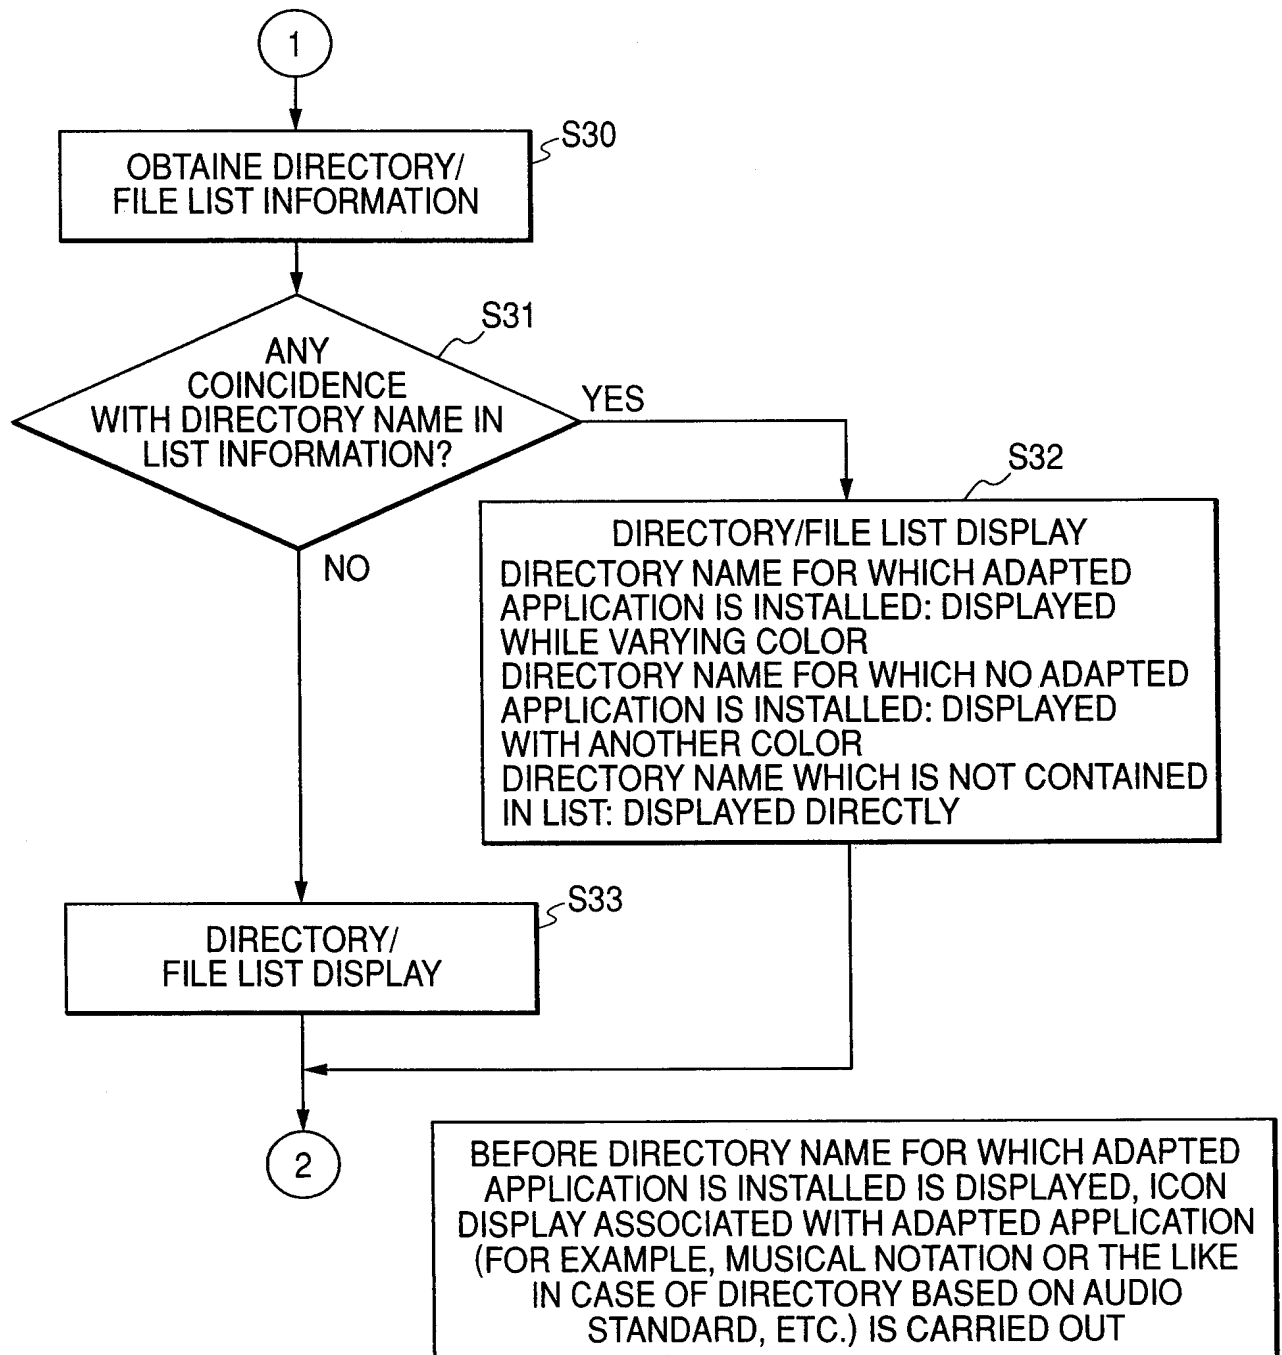 1
S30
OBTAINE DIRECTORY/
FILE LIST INFORMATION
S31
ANY
COINCIDENCE
WITH DIRECTORY NAME IN
LIST INFORMATION?
YES
NO
S32
DIRECTORY/FILE LIST DISPLAY
DIRECTORY NAME FOR WHICH ADAPTED
APPLICATION IS INSTALLED: DISPLAYED
WHILE VARYING COLOR
DIRECTORY NAME FOR WHICH NO ADAPTED
APPLICATION IS INSTALLED: DISPLAYED
WITH ANOTHER COLOR
DIRECTORY NAME WHICH IS NOT CONTAINED
IN LIST: DISPLAYED DIRECTLY
S33
DIRECTORY/
FILE LIST DISPLAY
2
BEFORE DIRECTORY NAME FOR WHICH ADAPTED
APPLICATION IS INSTALLED IS DISPLAYED, ICON
DISPLAY ASSOCIATED WITH ADAPTED APPLICATION
(FOR EXAMPLE, MUSICAL NOTATION OR THE LIKE
IN CASE OF DIRECTORY BASED ON AUDIO
STANDARD, ETC.) IS CARRIED OUT